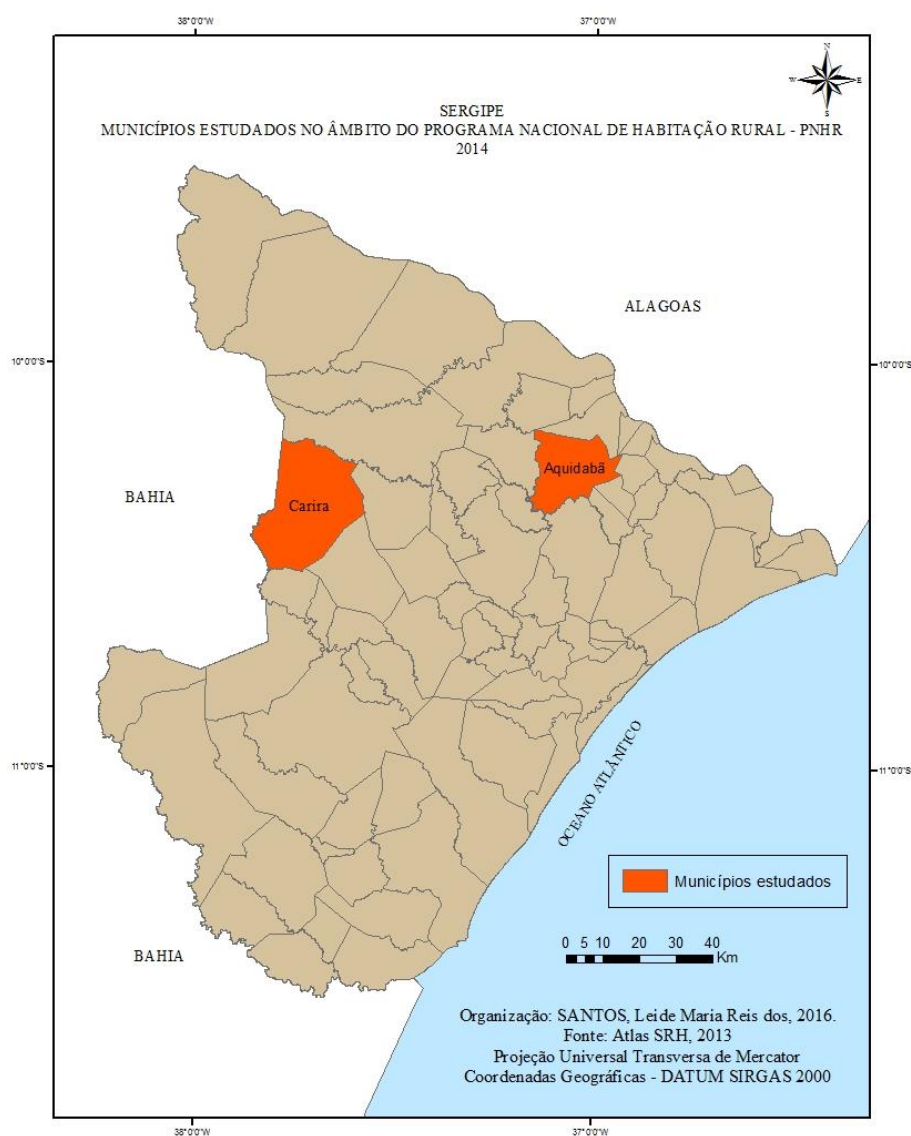 38°0'0"W
37°0'0"W
N
W
E
S
SERGIPE
MUNICÍPIOS ESTUDADOS NO ÂMBITO DO PROGRAMA NACIONAL DE HABITAÇÃO RURAL - PNHR
2014
ALAGOAS
10°0'0"S
10°0'0"S
Aquidabã
BAHIA
Carira
11°0'0"S
11°0'0"S
OCEANO ATLÂNTICO
Municípios estudados
BAHIA
0 5 10 20 30 40
Km
Organização: SANTOS, Leide Maria Reis dos, 2016.
Fonte: Atlas SRH, 2013
Projeção Universal Transversa de Mercator
Coordenadas Geográficas - DATUM SIRGAS 2000
38°0'0"W
37°0'0"W